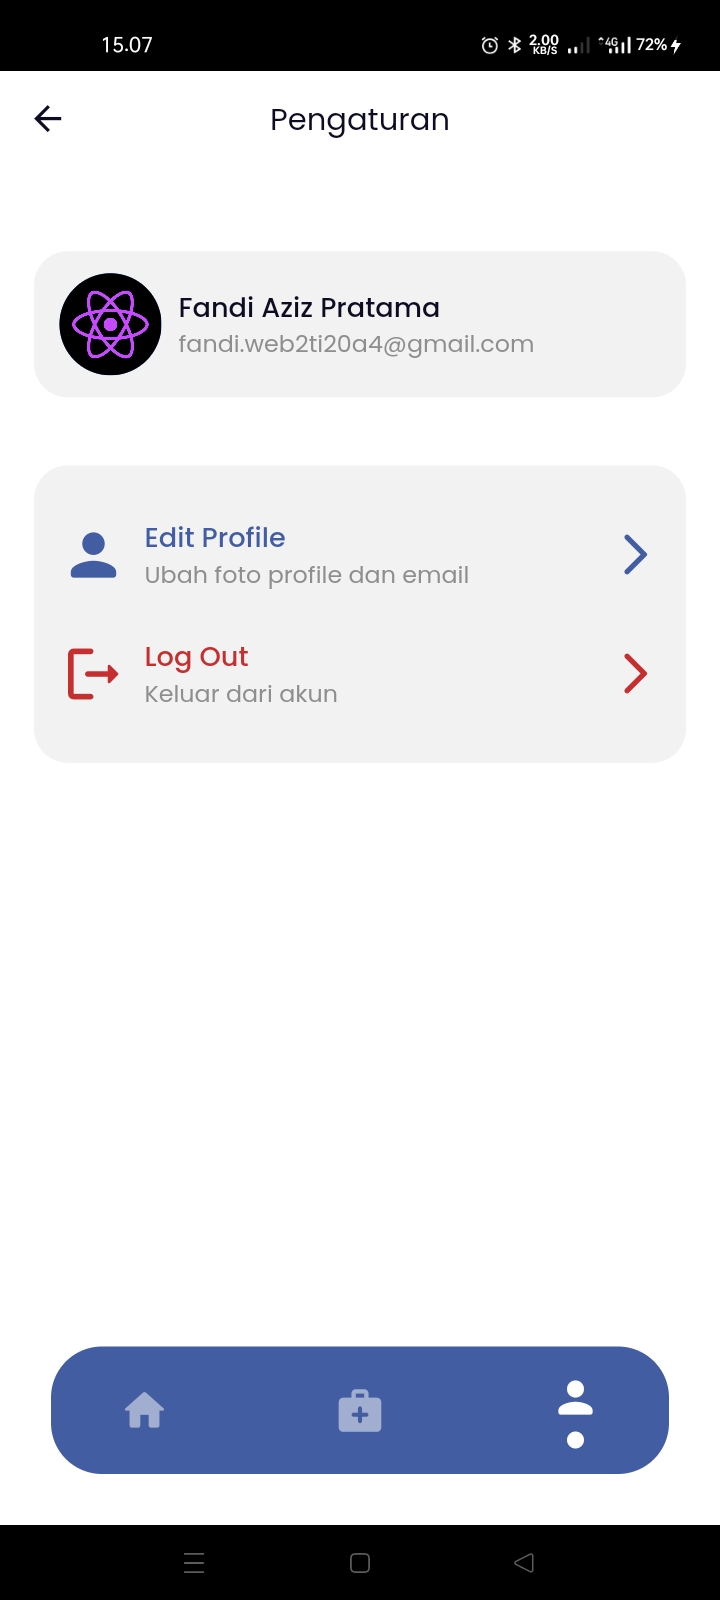 15.07
2.00
KB/S
4G
72%
Pengaturan
Fandi Aziz Pratama
fandi.web2ti20a4@gmail.com
Edit Profile
Ubah foto profile dan email
Log Out
Keluar dari akun